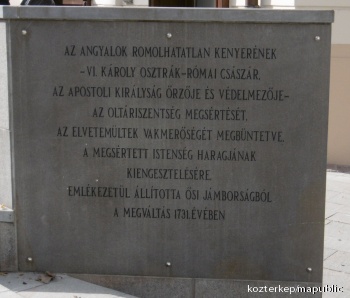 AZ ANGYALOK ROMOLHATATLAN KENYERÉNEK
-VI. KÁROLY OSZTRÁK-RÓMAI CSÁSZÁR,
AZ APOSTOLI KIRÁLYSÁG ŐRZŐJE ÉS VÉDELMEZŐJE-
AZ OLTÁRISZENTSÉG MEGSÉRTÉSÉT,
AZ ELVETEMÜLTEK VAKMERŐSÉGÉT MEGBÜNTETVE,
A MEGSÉRTETT ISTENSÉG HARAGJÁNAK
KIENGESZTELÉSÉRE,
EMLÉKEZETÜL ÁLLÍTOTTA ŐSI JÁMBORSÁGBÓL
A MEGVÁLTÁS 1731.ÉVÉBEN
kozterkep/mapublic